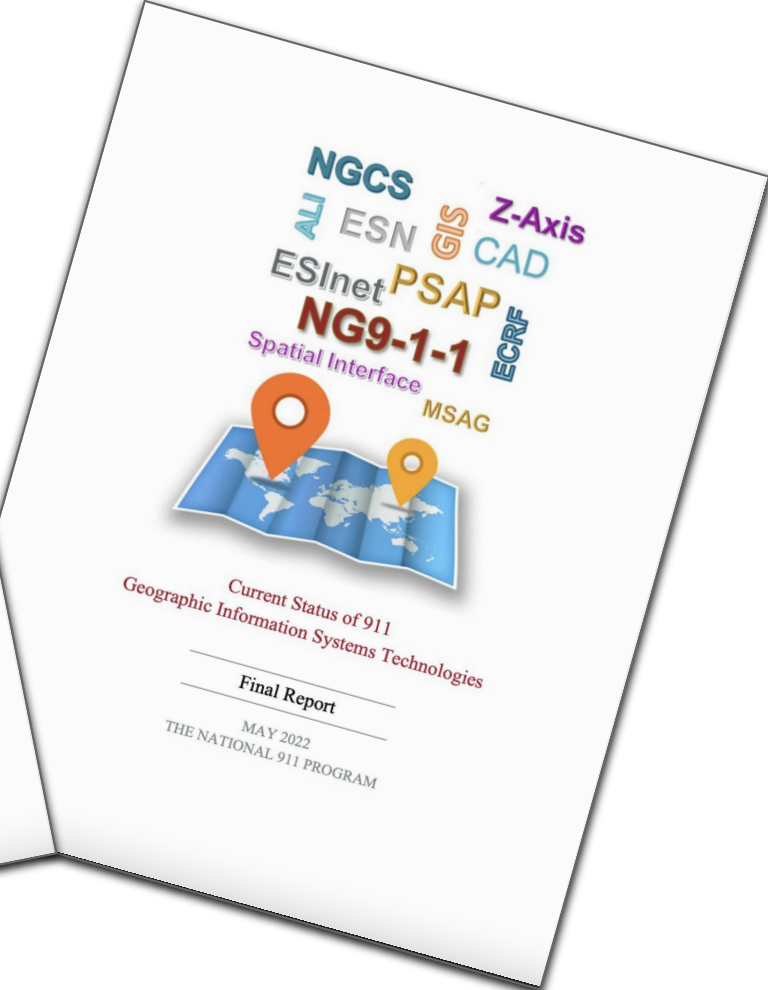 NGCS
Z-Axis
ALI
ESN
GIS
CAD
ESInet
PSAP
NG9-1-1
ECRF
Spatial Interface
MSAG
Current Status of 911
Geographic Information Systems Technologies
Final Report
MAY 2022
THE NATIONAL 911 PROGRAM